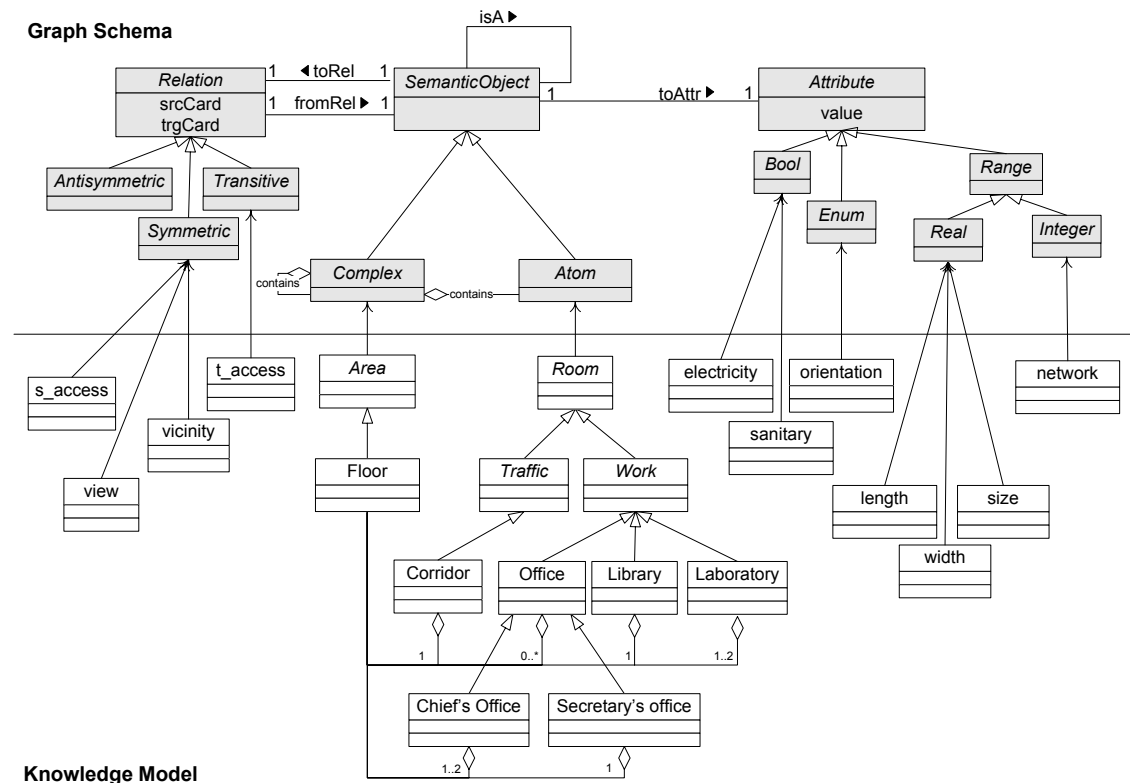 isA ►
Graph Schema
Relation
srcCard
trgCard
1 ◄ toRel 1
1 fromRel ► 1
SemanticObject
1 toAttr ► 1
Attribute
value
Antisymmetric
Transitive
Symmetric
Bool
Range
Enum
Real
Integer
contains
Complex
contains
Atom
s_access
t_access
vicinity
view
Area
Room
electricity
orientation
network
sanitary
Floor
Traffic
Work
length
size
width
Corridor
Office
Library
Laboratory
1
0..*
1
1..2
Chief's Office
Secretary's office
1..2
1
Knowledge Model